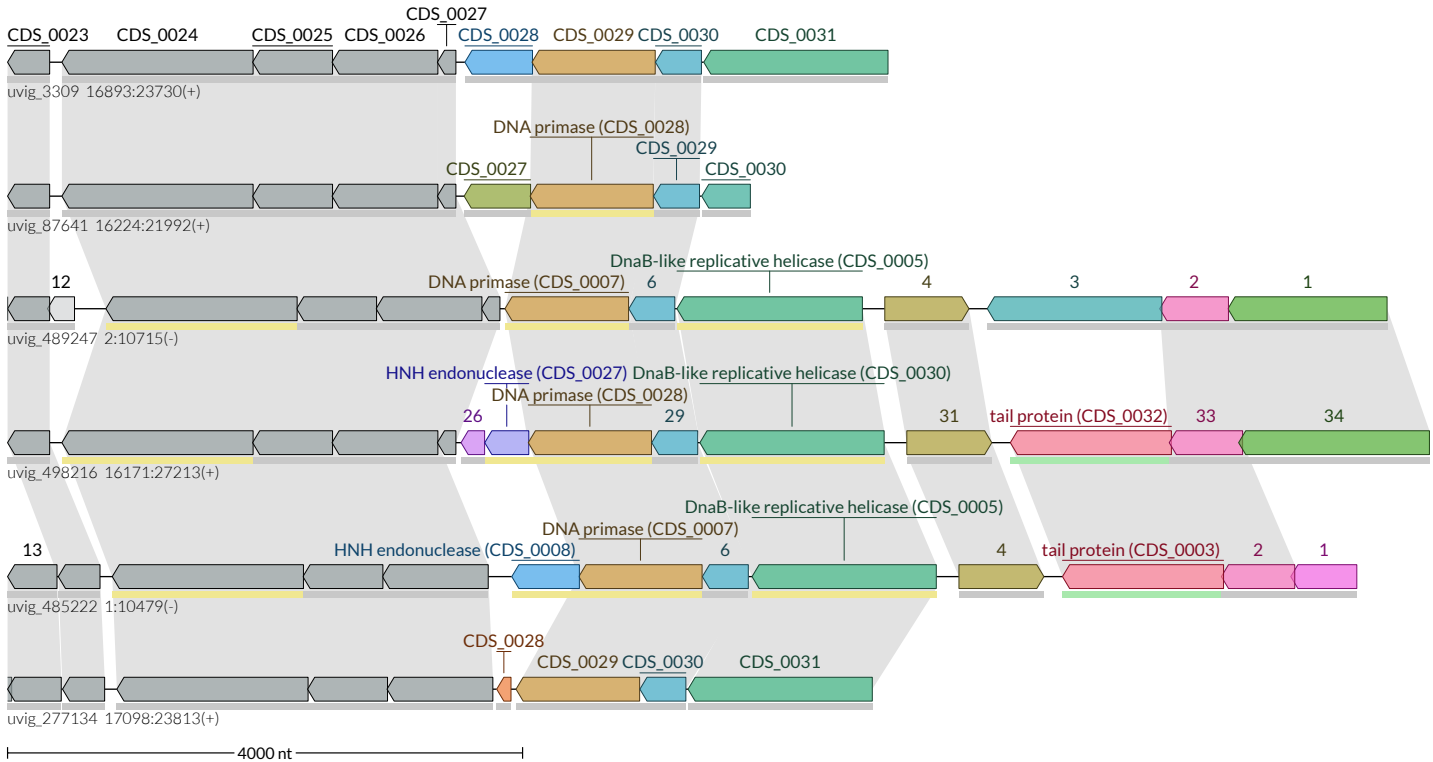 CDS_0027
CDS_0023 CDS_0024 CDS_0025 CDS_0026 CDS_0028 CDS_0029 CDS_0030 CDS_0031
uvig_3309 16893:23730(+)
DNA primase (CDS_0028)
CDS_0029
CDS_0027 CDS_0030
uvig_87641 16224:21992(+)
DnaB-like replicative helicase (CDS_0005)
12 DNA primase (CDS_0007) 6 4 3 2 1
uvig_489247 2:10715(-)
HNH endonuclease (CDS_0027) DnaB-like replicative helicase (CDS_0030)
DNA primase (CDS_0028)
26 29 31 tail protein (CDS_0032) 33 34
uvig_498216 16171:27213(+)
DnaB-like replicative helicase (CDS_0005)
DNA primase (CDS_0007)
13 HNH endonuclease (CDS_0008) 6 4 tail protein (CDS_0003) 2 1
uvig_485222 1:10479(-)
CDS_0028
CDS_0029 CDS_0030 CDS_0031
uvig_277134 17098:23813(+)
4000 nt